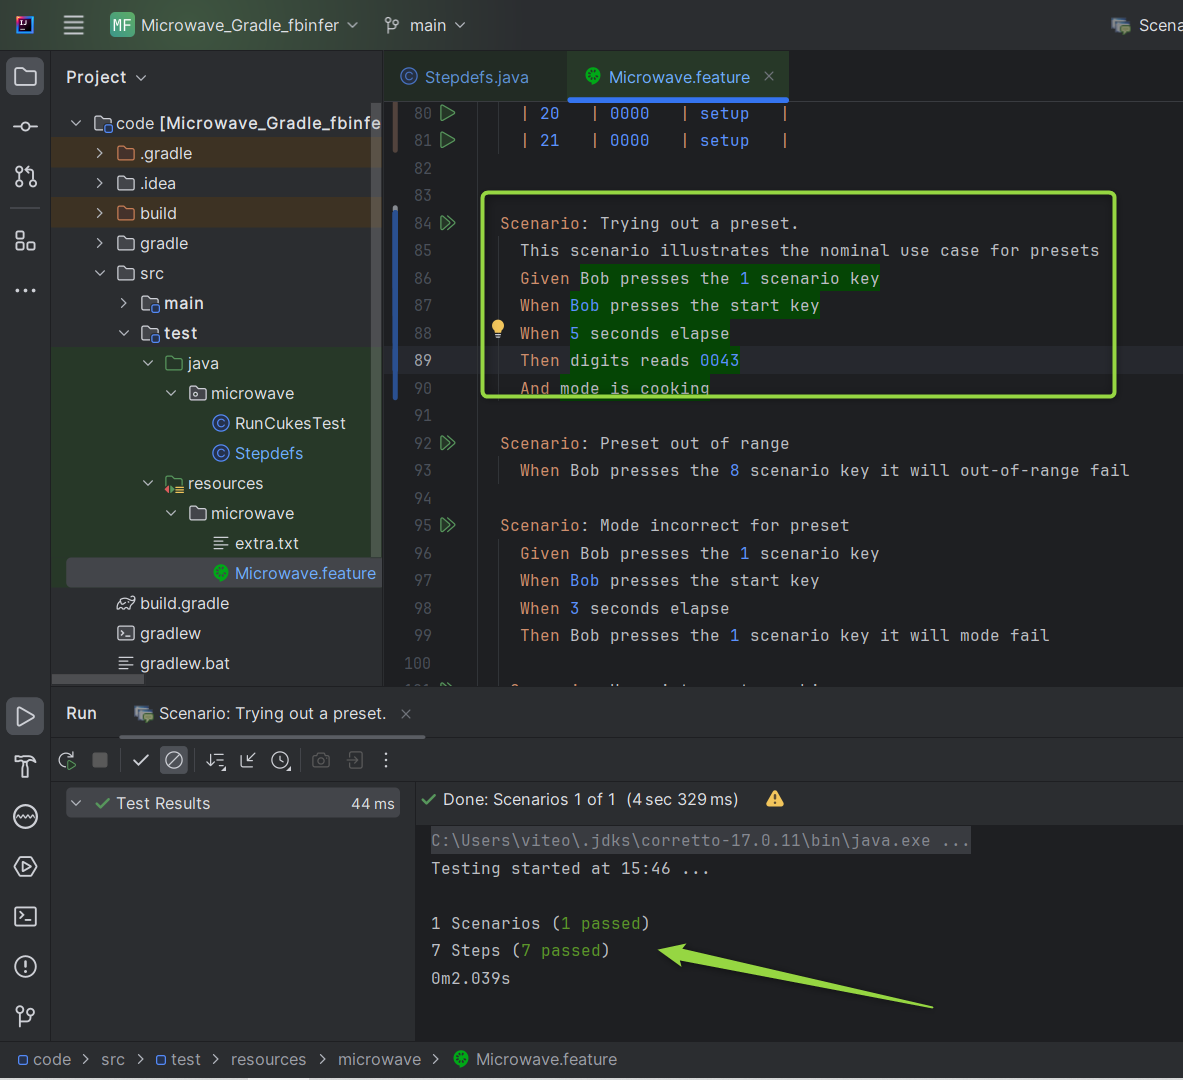 MF Microwave_Gradle_fbinfer main Scena
Project
code [Microwave_Gradle_fbinfe
.gradle
.idea
build
gradle
src
main
test
java
microwave
RunCukesTest
Stepdefs
resources
microwave
extra.txt
Microwave.feature
build.gradle
gradlew
gradlew.bat
Stepdefs.java Microwave.feature
80 | 20 | 0000 | setup |
81 | 21 | 0000 | setup |
82
83
84 Scenario: Trying out a preset.
85 This scenario illustrates the nominal use case for presets
86 Given Bob presses the 1 scenario key
87 When Bob presses the start key
88 When 5 seconds elapse
89 Then digits reads 0043
90 And mode is cooking
91
92 Scenario: Preset out of range
93 When Bob presses the 8 scenario key it will out-of-range fail
94
95 Scenario: Mode incorrect for preset
96 Given Bob presses the 1 scenario key
97 When Bob presses the start key
98 When 3 seconds elapse
99 Then Bob presses the 1 scenario key it will mode fail
100
Run Scenario: Trying out a preset.
Test Results 44 ms
Done: Scenarios 1 of 1 (4 sec 329 ms)
C:\Users\viteo\.jdks\corretto-17.0.11\bin\java.exe ...
Testing started at 15:46 ...
1 Scenarios (1 passed)
7 Steps (7 passed)
0m2.039s
code > src > test > resources > microwave > Microwave.feature